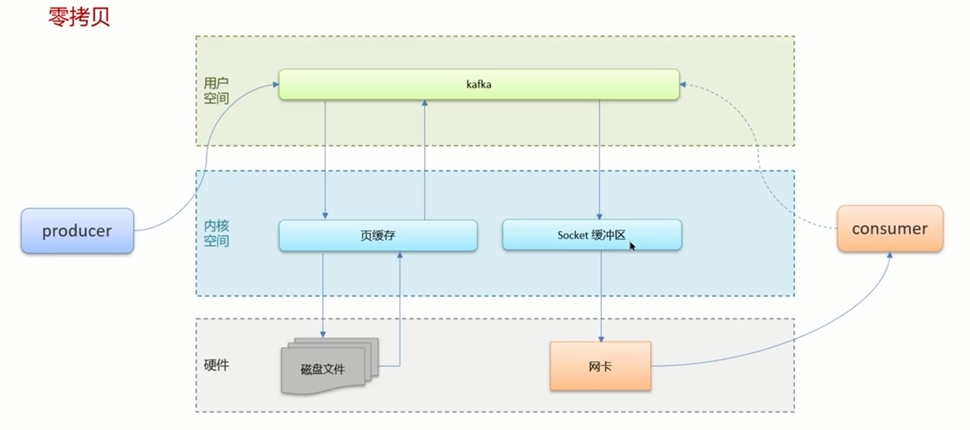 零拷贝
用户
空间
kafka
producer
内核
空间
页缓存
Socket 缓冲区
consumer
硬件
磁盘文件
网卡